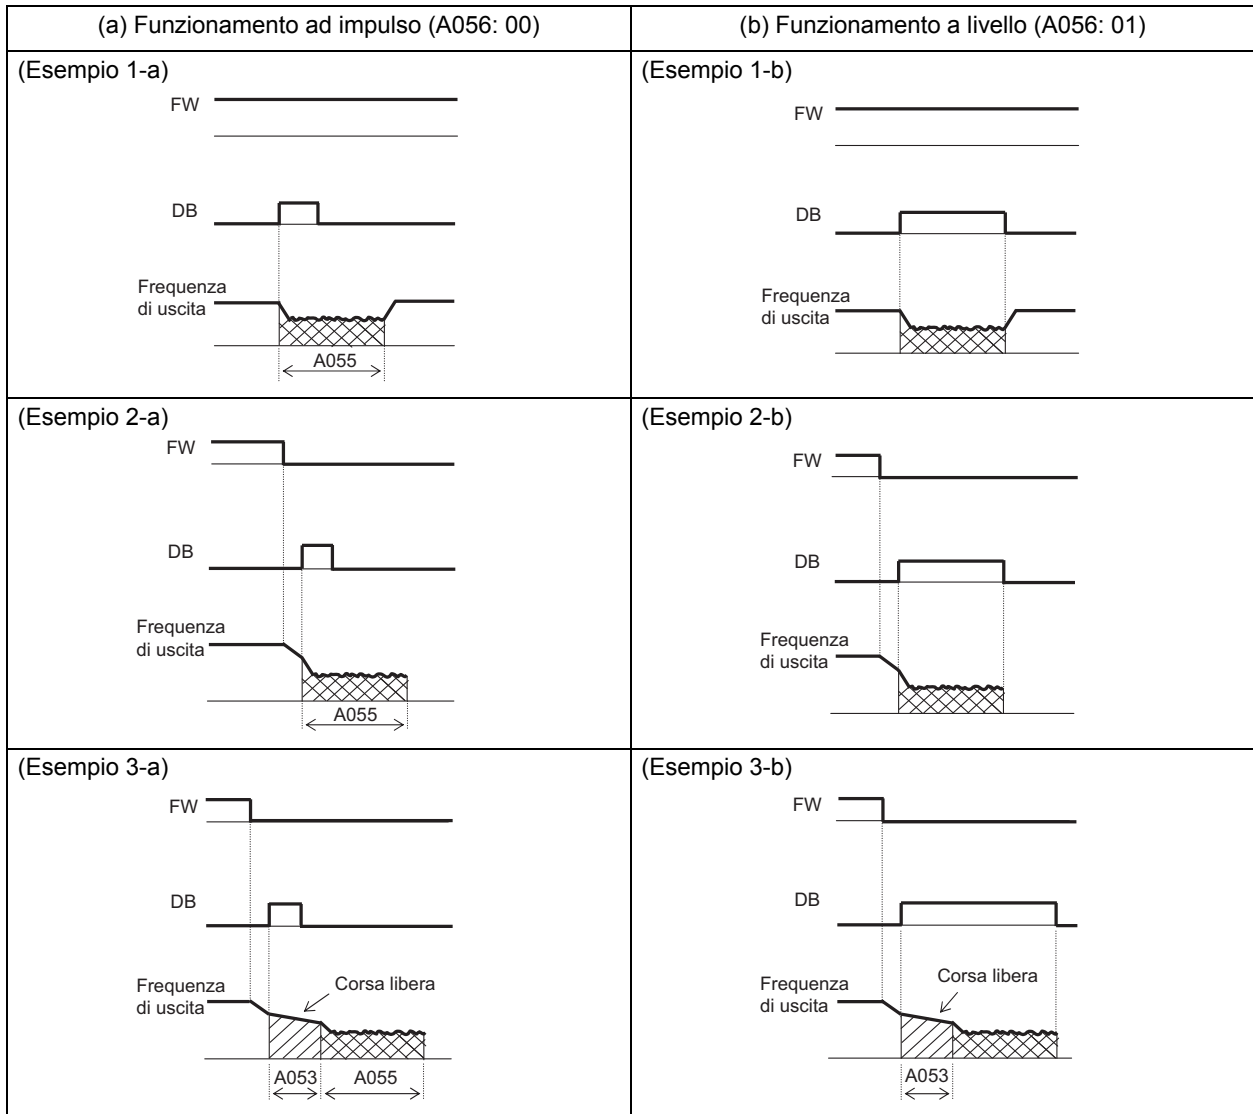 (a) Funzionamento ad impulso (A056: 00)
(b) Funzionamento a livello (A056: 01)
(Esempio 1-a)
FW
DB
Frequenza
di uscita
A055
(Esempio 1-b)
FW
DB
Frequenza
di uscita
(Esempio 2-a)
FW
DB
Frequenza
di uscita
A055
(Esempio 2-b)
FW
DB
Frequenza
di uscita
(Esempio 3-a)
FW
DB
Frequenza
di uscita
Corsa libera
A053
A055
(Esempio 3-b)
FW
DB
Frequenza
di uscita
Corsa libera
A053